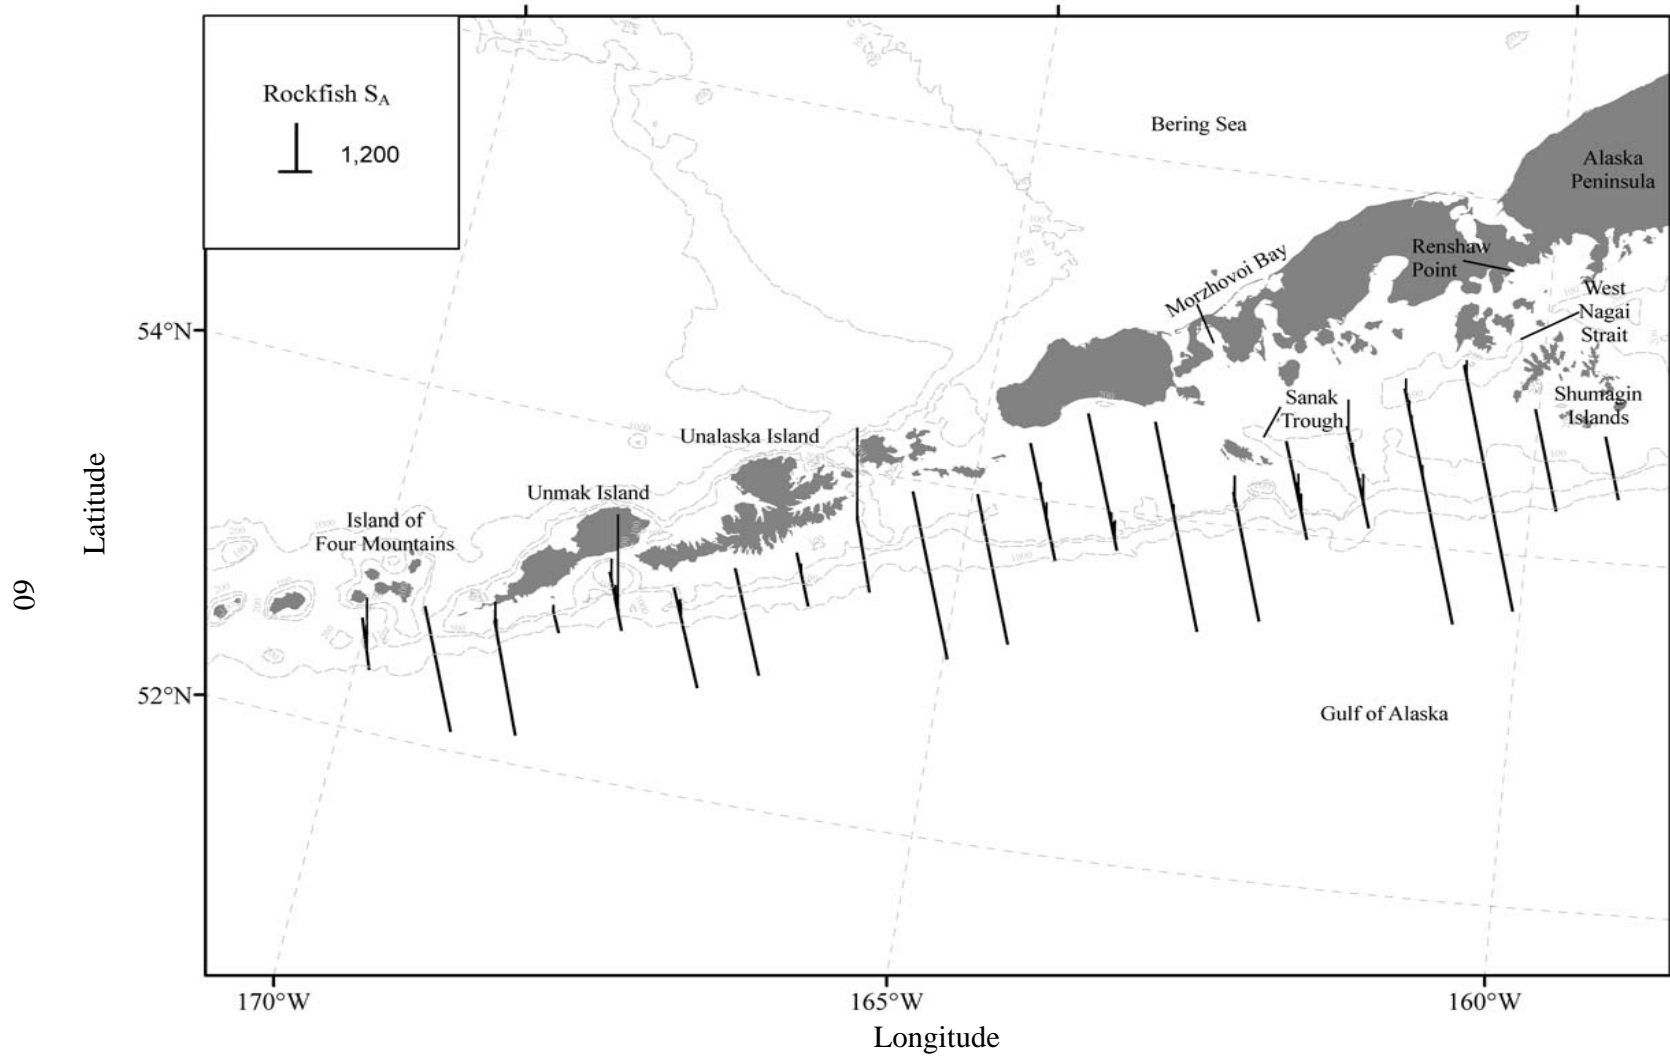 Rockfish SA
1,200
Bering Sea
Alaska
Peninsula
Renshaw
Point
Morzhovoi Bay
West
Nagai
Strait
54°N
Shumagin
Islands
Sanak
Trough
Unalaska Island
Unmak Island
Island of
Four Mountains
Latitude
60
52°N
Gulf of Alaska
170°W
165°W
160°W
Longitude